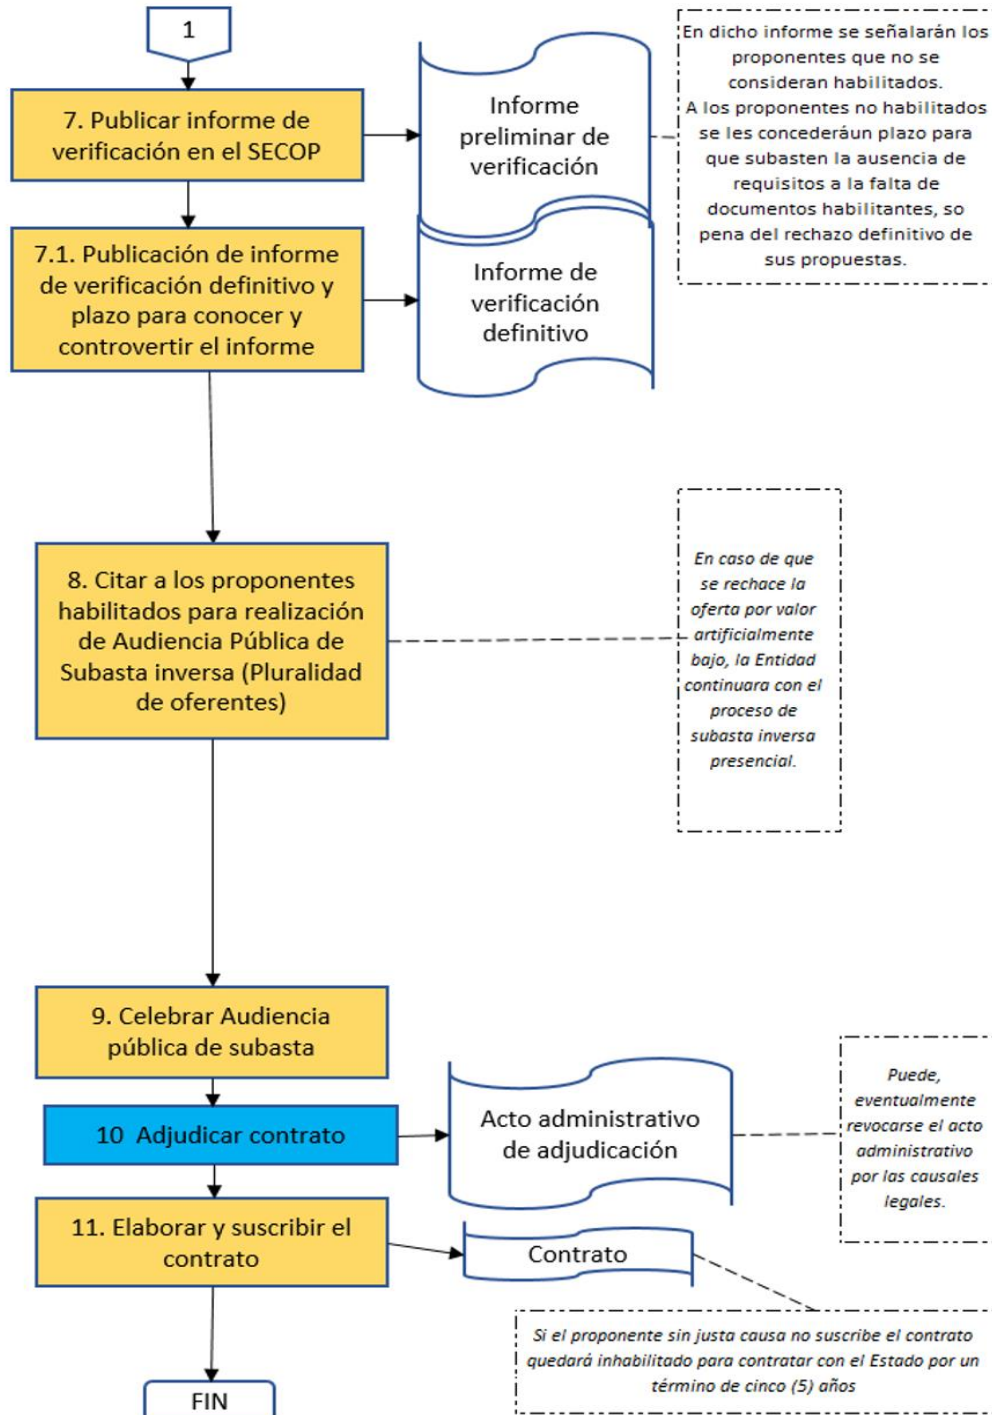 1
7. Publicar informe de
verificación en el SECOP
Informe
preliminar de
verificación
En dicho informe se señalarán los
proponentes que no se
consideran habilitados.
A los proponentes no habilitados
se les concederáun plazo para
que subasten la ausencia de
requisitos a la falta de
documentos habilitantes, so
pena del rechazo definitivo de
sus propuestas.
7.1. Publicación de informe
de verificación definitivo y
plazo para conocer y
controvertir el informe
Informe de
verificación
definitivo
8. Citar a los proponentes
habilitados para realización
de Audiencia Pública de
Subasta inversa (Pluralidad
de oferentes)
En caso de que
se rechace la
oferta por valor
artificialmente
bajo, la Entidad
continuara con el
proceso de
subasta inversa
presencial.
9. Celebrar Audiencia
pública de subasta
10 Adjudicar contrato
Acto administrativo
de adjudicación
Puede,
eventualmente
revocarse el acto
administrativo
por las causales
legales.
11. Elaborar y suscribir el
contrato
Contrato
Si el proponente sin justa causa no suscribe el contrato
quedará inhabilitado para contratar con el Estado por un
término de cinco (5) años
FIN